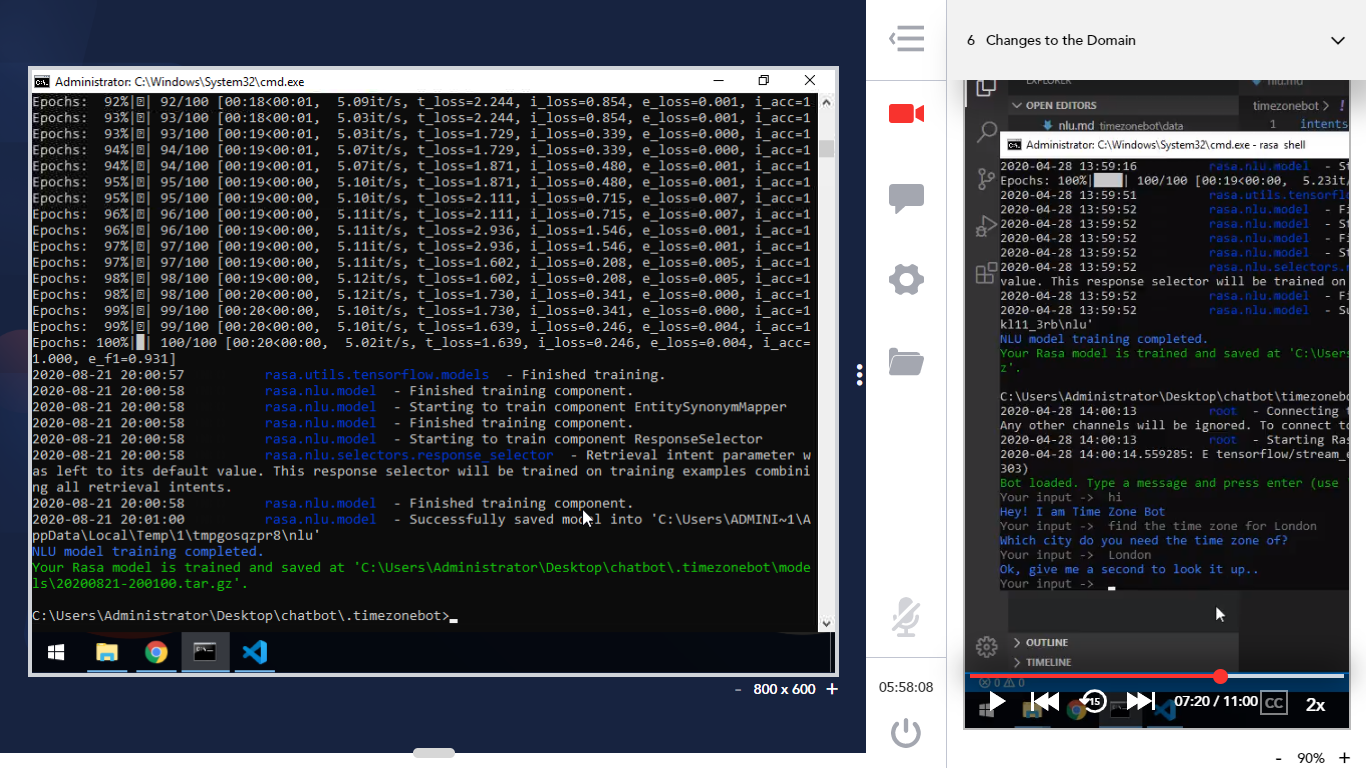 Administrator: C:\Windows\System32\cmd.exe
Epochs: 92%| | 92/100 [00:18<00:01, 5.09it/s, t_loss=2.244, i_loss=0.854, e_loss=0.001, i_acc=1
Epochs: 93%| | 93/100 [00:18<00:01, 5.03it/s, t_loss=2.244, i_loss=0.854, e_loss=0.001, i_acc=1
Epochs: 93%| | 93/100 [00:19<00:01, 5.03it/s, t_loss=1.729, i_loss=0.339, e_loss=0.000, i_acc=1
Epochs: 94%| | 94/100 [00:19<00:01, 5.07it/s, t_loss=1.729, i_loss=0.339, e_loss=0.000, i_acc=1
Epochs: 94%| | 94/100 [00:19<00:01, 5.07it/s, t_loss=1.871, i_loss=0.480, e_loss=0.001, i_acc=1
Epochs: 95%| | 95/100 [00:19<00:00, 5.10it/s, t_loss=1.871, i_loss=0.480, e_loss=0.001, i_acc=1
Epochs: 95%| | 95/100 [00:19<00:00, 5.10it/s, t_loss=2.111, i_loss=0.715, e_loss=0.007, i_acc=1
Epochs: 96%| | 96/100 [00:19<00:00, 5.11it/s, t_loss=2.111, i_loss=0.715, e_loss=0.007, i_acc=1
Epochs: 96%| | 96/100 [00:19<00:00, 5.11it/s, t_loss=2.936, i_loss=1.546, e_loss=0.001, i_acc=1
Epochs: 97%| | 97/100 [00:19<00:00, 5.11it/s, t_loss=2.936, i_loss=1.546, e_loss=0.001, i_acc=1
Epochs: 97%| | 97/100 [00:19<00:00, 5.11it/s, t_loss=1.602, i_loss=0.208, e_loss=0.005, i_acc=1
Epochs: 98%| | 98/100 [00:19<00:00, 5.12it/s, t_loss=1.602, i_loss=0.208, e_loss=0.005, i_acc=1
Epochs: 98%| | 98/100 [00:20<00:00, 5.12it/s, t_loss=1.730, i_loss=0.341, e_loss=0.000, i_acc=1
Epochs: 99%| | 99/100 [00:20<00:00, 5.10it/s, t_loss=1.730, i_loss=0.341, e_loss=0.000, i_acc=1
Epochs: 99%| | 99/100 [00:20<00:00, 5.10it/s, t_loss=1.639, i_loss=0.246, e_loss=0.004, i_acc=1
Epochs: 100%|█| 100/100 [00:20<00:00, 5.02it/s, t_loss=1.639, i_loss=0.246, e_loss=0.004, i_acc=
1.000, e_f1=0.931]
2020-08-21 20:00:57 rasa.utils.tensorflow.models - Finished training.
2020-08-21 20:00:58 rasa.nlu.model - Finished training component.
2020-08-21 20:00:58 rasa.nlu.model - Starting to train component EntitySynonymMapper
2020-08-21 20:00:58 rasa.nlu.model - Finished training component.
2020-08-21 20:00:58 rasa.nlu.model - Starting to train component ResponseSelector
2020-08-21 20:00:58 rasa.nlu.selectors.response_selector - Retrieval intent parameter w
as left to its default value. This response selector will be trained on training examples combini
ng all retrieval intents.
2020-08-21 20:00:58 rasa.nlu.model - Finished training component.
2020-08-21 20:01:00 rasa.nlu.model - Successfully saved model into 'C:\Users\ADMINI~1\A
ppData\Local\Temp\1\tmpgosqzpr8\nlu'
NLU model training completed.
Your Rasa model is trained and saved at 'C:\Users\Administrator\Desktop\chatbot\.timezonebot\mode
ls\20200821-200100.tar.gz'.
C:\Users\Administrator\Desktop\chatbot\.timezonebot>
- 800 x 600 +
05:58:08
6 Changes to the Domain
EXPLORER
nlu.md
OPEN EDITORS
timezonebot > !
nlu.md timezonebot\data
1 intents
Administrator: C:\Windows\System32\cmd.exe - rasa shell
2020-04-28 13:59:16 rasa.nlu.model - St
Epochs: 100%|████| 100/100 [00:19<00:00, 5.23it/
2020-04-28 13:59:51 rasa.utils.tensorfl
2020-04-28 13:59:52 rasa.nlu.model - Fi
2020-04-28 13:59:52 rasa.nlu.model - St
2020-04-28 13:59:52 rasa.nlu.model - Fi
2020-04-28 13:59:52 rasa.nlu.model - St
2020-04-28 13:59:52 rasa.nlu.selectors.r
value. This response selector will be trained on
2020-04-28 13:59:52 rasa.nlu.model - Fi
2020-04-28 13:59:52 rasa.nlu.model - Su
kl11_3rb\nlu'
NLU model training completed.
Your Rasa model is trained and saved at 'C:\Users
z'.
C:\Users\Administrator\Desktop\chatbot\timezonebo
2020-04-28 14:00:13 root - Connecting t
Any other channels will be ignored. To connect to
2020-04-28 14:00:13 root - Starting Ras
2020-04-28 14:00:14.559285: E tensorflow/stream_e
303)
Bot loaded. Type a message and press enter (use
Your input -> hi
Hey! I am Time Zone Bot
Your input -> find the time zone for London
Which city do you need the time zone of?
Your input -> London
Ok, give me a second to look it up..
Your input ->
OUTLINE
TIMELINE
0 0
15
07:20 / 11:00
CC
2x
- 90% +